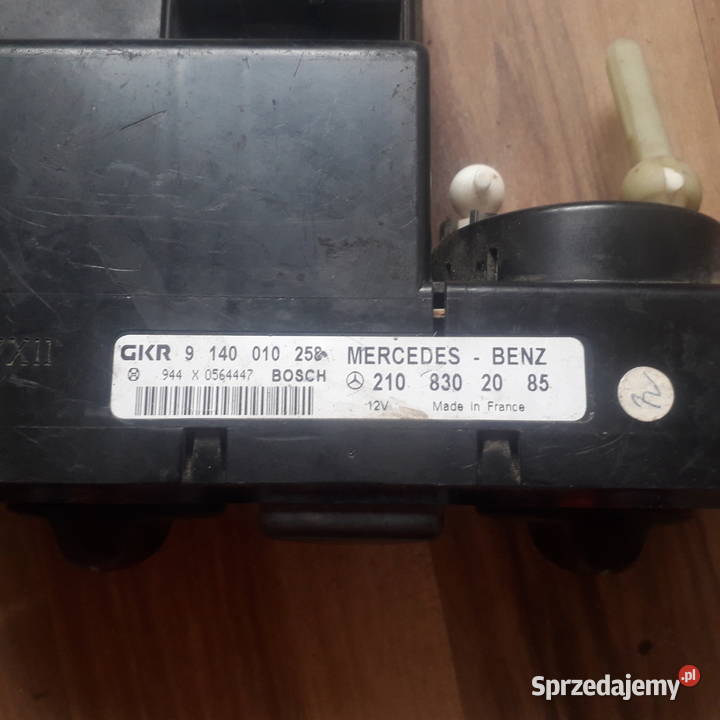 XXII
GKR 9 140 010 258 MERCEDES - BENZ
944 X 0564447 BOSCH 210 830 20 85
12V Made in France
Sprzedajemy.pl